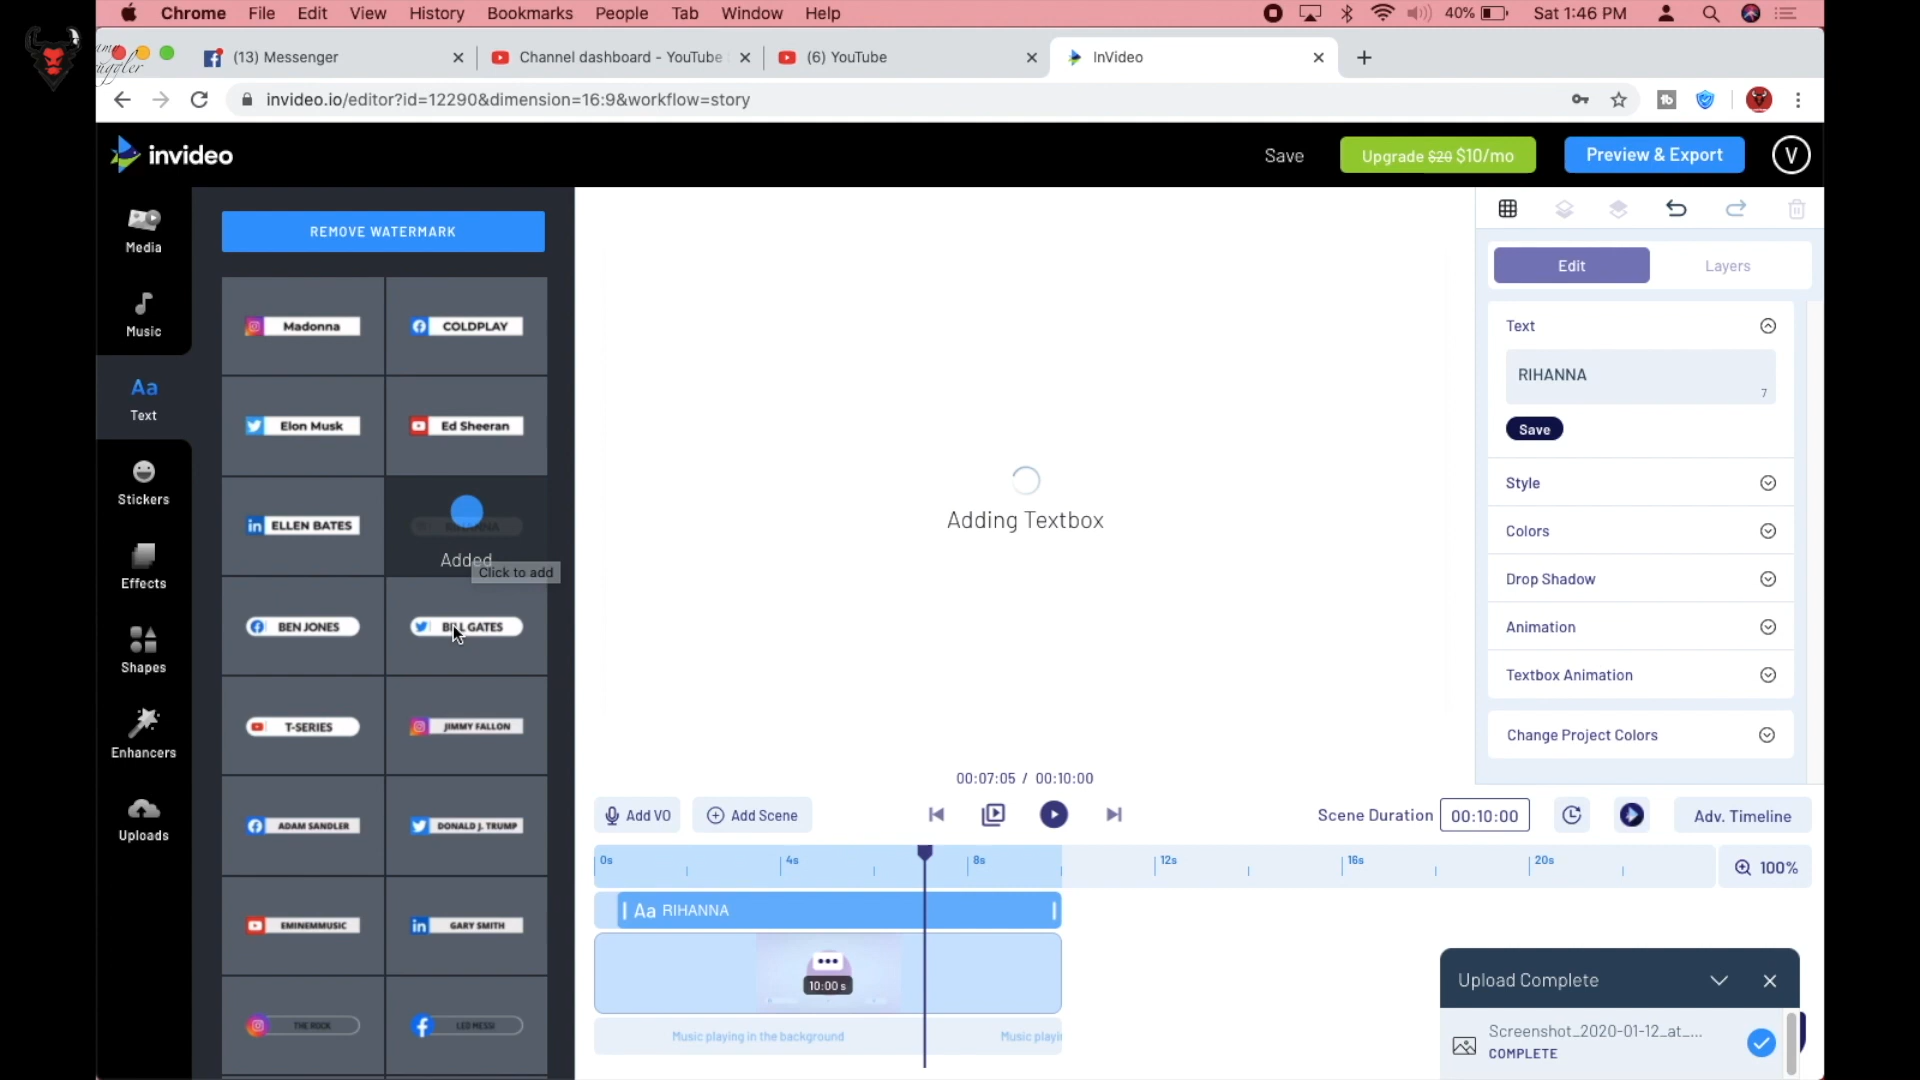 Chrome File Edit View History Bookmarks People Tab Window Help
40% Sat 1:46 PM
(13) Messenger
Channel dashboard - YouTube
(6) YouTube
InVideo
invideo.io/editor?id=12290&dimension=16:9&workflow=story
invideo
Save
Upgrade $20 $10/mo
Preview & Export
V
Media
Music
Aa
Text
Stickers
Effects
Shapes
Enhancers
Uploads
REMOVE WATERMARK
Madonna
COLDPLAY
Elon Musk
Ed Sheeran
ELLEN BATES
Added
Click to add
BEN JONES
BILL GATES
T-SERIES
JIMMY FALLON
ADAM SANDLER
DONALD J. TRUMP
EMINEMMUSIC
GARY SMITH
THE ROCK
LEO MESSI
Adding Textbox
Edit
Layers
Text
RIHANNA
7
Save
Style
Colors
Drop Shadow
Animation
Textbox Animation
Change Project Colors
00:07:05 / 00:10:00
Add VO
Add Scene
Scene Duration 00:10:00
Adv. Timeline
0s 4s 8s 12s 16s 20s
100%
Aa RIHANNA
10:00 s
Music playing in the background
Music playi
Upload Complete
Screenshot_2020-01-12_at_...
COMPLETE